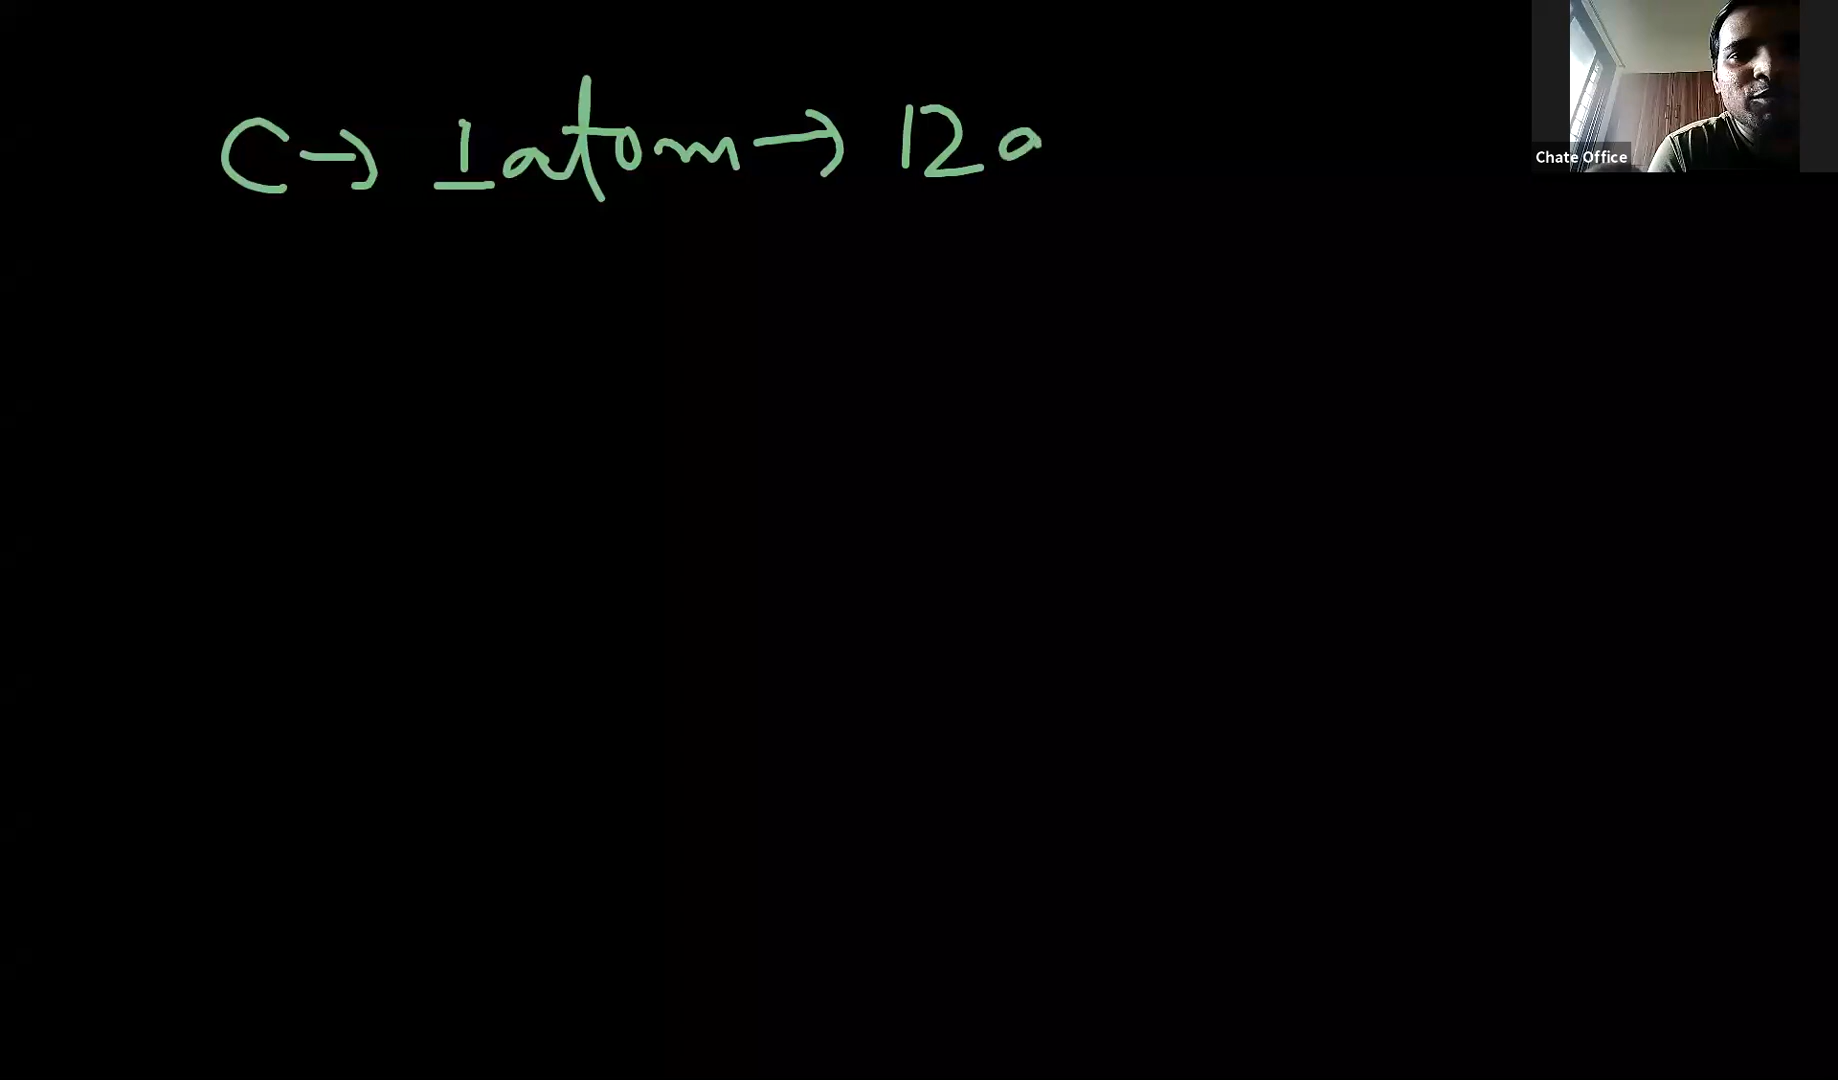 C → 1 atom → 12 a
Chate Office